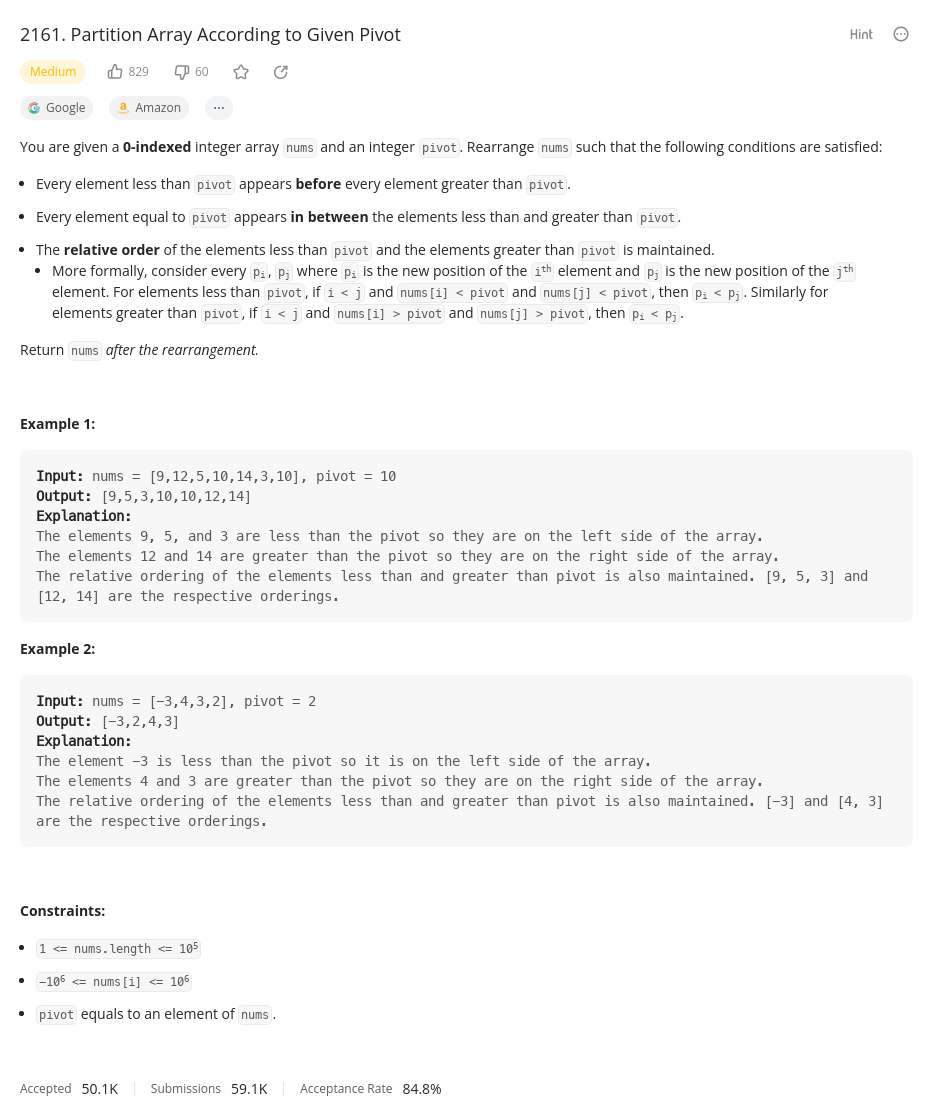 2161. Partition Array According to Given Pivot
Hint
Medium 829 60
Google Amazon ...
You are given a 0-indexed integer array nums and an integer pivot. Rearrange nums such that the following conditions are satisfied:
• Every element less than pivot appears before every element greater than pivot.
• Every element equal to pivot appears in between the elements less than and greater than pivot.
• The relative order of the elements less than pivot and the elements greater than pivot is maintained.
• More formally, consider every pᵢ, pⱼ where pᵢ is the new position of the iᵗʰ element and pⱼ is the new position of the jᵗʰ
element. For elements less than pivot, if i < j and nums[i] < pivot and nums[j] < pivot, then pᵢ < pⱼ. Similarly for
elements greater than pivot, if i < j and nums[i] > pivot and nums[j] > pivot, then pᵢ < pⱼ.
Return nums after the rearrangement.
Example 1:
Input: nums = [9,12,5,10,14,3,10], pivot = 10
Output: [9,5,3,10,10,12,14]
Explanation:
The elements 9, 5, and 3 are less than the pivot so they are on the left side of the array.
The elements 12 and 14 are greater than the pivot so they are on the right side of the array.
The relative ordering of the elements less than and greater than pivot is also maintained. [9, 5, 3] and
[12, 14] are the respective orderings.
Example 2:
Input: nums = [−3,4,3,2], pivot = 2
Output: [−3,2,4,3]
Explanation:
The element −3 is less than the pivot so it is on the left side of the array.
The elements 4 and 3 are greater than the pivot so they are on the right side of the array.
The relative ordering of the elements less than and greater than pivot is also maintained. [−3] and [4, 3]
are the respective orderings.
Constraints:
• 1 <= nums.length <= 10⁵
• −10⁶ <= nums[i] <= 10⁶
• pivot equals to an element of nums.
Accepted 50.1K Submissions 59.1K Acceptance Rate 84.8%